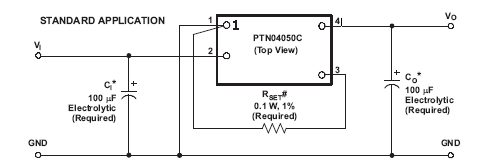 STANDARD APPLICATION
1
1
PTN04050C
(Top View)
4
VO
VI
2
3
CI*
100 µF
Electrolytic
(Required)
RSET#
0.1 W, 1%
(Required)
CO*
100 µF
Electrolytic
(Required)
GND
GND